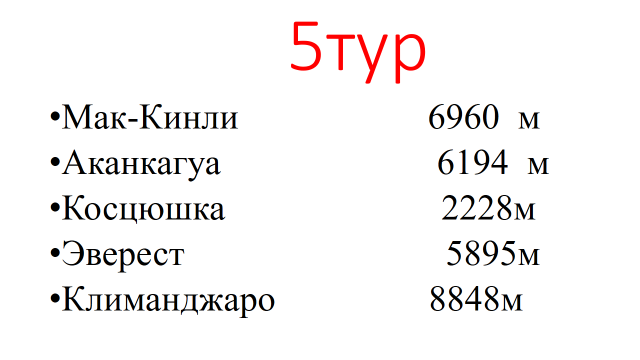 5тур
•Мак-Кинли 6960 м
•Аканкагуа 6194 м
•Косцюшка 2228м
•Эверест 5895м
•Климанджаро 8848м